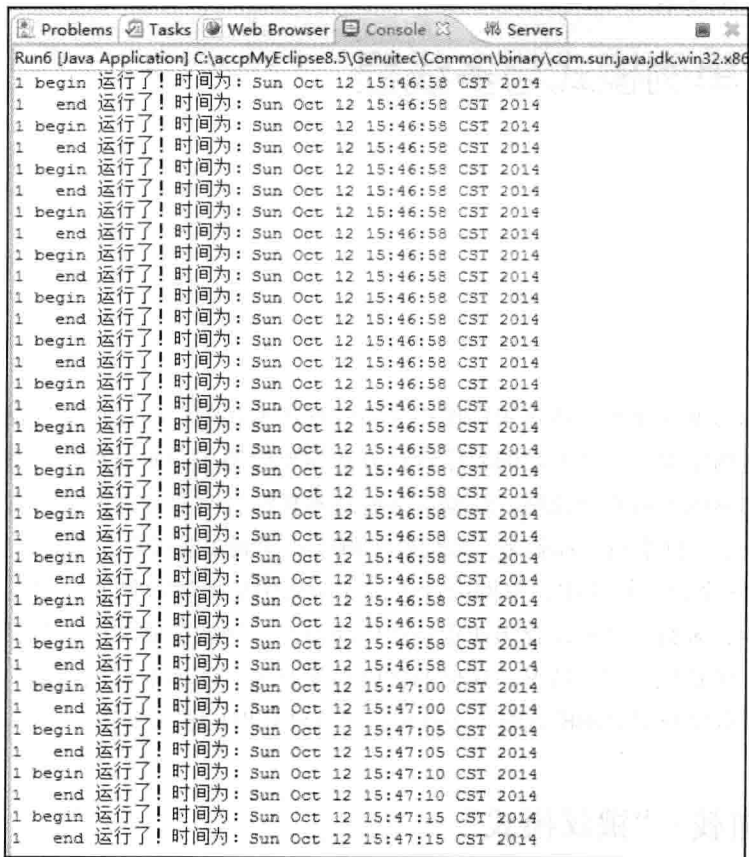 Problems Tasks Web Browser Console Servers
Run6 [Java Application] C:\accpMyEclipse8.5\Genuitec\Common\binary\com.sun.java.jdk.win32.x86
1 begin 运行了！时间为：Sun Oct 12 15:46:58 CST 2014
1   end 运行了！时间为：Sun Oct 12 15:46:58 CST 2014
1 begin 运行了！时间为：Sun Oct 12 15:46:58 CST 2014
1   end 运行了！时间为：Sun Oct 12 15:46:58 CST 2014
1 begin 运行了！时间为：Sun Oct 12 15:46:58 CST 2014
1   end 运行了！时间为：Sun Oct 12 15:46:58 CST 2014
1 begin 运行了！时间为：Sun Oct 12 15:46:58 CST 2014
1   end 运行了！时间为：Sun Oct 12 15:46:58 CST 2014
1 begin 运行了！时间为：Sun Oct 12 15:46:58 CST 2014
1   end 运行了！时间为：Sun Oct 12 15:46:58 CST 2014
1 begin 运行了！时间为：Sun Oct 12 15:46:58 CST 2014
1   end 运行了！时间为：Sun Oct 12 15:46:58 CST 2014
1 begin 运行了！时间为：Sun Oct 12 15:46:58 CST 2014
1   end 运行了！时间为：Sun Oct 12 15:46:58 CST 2014
1 begin 运行了！时间为：Sun Oct 12 15:46:58 CST 2014
1   end 运行了！时间为：Sun Oct 12 15:46:58 CST 2014
1 begin 运行了！时间为：Sun Oct 12 15:46:58 CST 2014
1   end 运行了！时间为：Sun Oct 12 15:46:58 CST 2014
1 begin 运行了！时间为：Sun Oct 12 15:46:58 CST 2014
1   end 运行了！时间为：Sun Oct 12 15:46:58 CST 2014
1 begin 运行了！时间为：Sun Oct 12 15:46:58 CST 2014
1   end 运行了！时间为：Sun Oct 12 15:46:58 CST 2014
1 begin 运行了！时间为：Sun Oct 12 15:46:58 CST 2014
1   end 运行了！时间为：Sun Oct 12 15:46:58 CST 2014
1 begin 运行了！时间为：Sun Oct 12 15:46:58 CST 2014
1   end 运行了！时间为：Sun Oct 12 15:46:58 CST 2014
1 begin 运行了！时间为：Sun Oct 12 15:46:58 CST 2014
1   end 运行了！时间为：Sun Oct 12 15:46:58 CST 2014
1 begin 运行了！时间为：Sun Oct 12 15:47:00 CST 2014
1   end 运行了！时间为：Sun Oct 12 15:47:00 CST 2014
1 begin 运行了！时间为：Sun Oct 12 15:47:05 CST 2014
1   end 运行了！时间为：Sun Oct 12 15:47:05 CST 2014
1 begin 运行了！时间为：Sun Oct 12 15:47:10 CST 2014
1   end 运行了！时间为：Sun Oct 12 15:47:10 CST 2014
1 begin 运行了！时间为：Sun Oct 12 15:47:15 CST 2014
1   end 运行了！时间为：Sun Oct 12 15:47:15 CST 2014